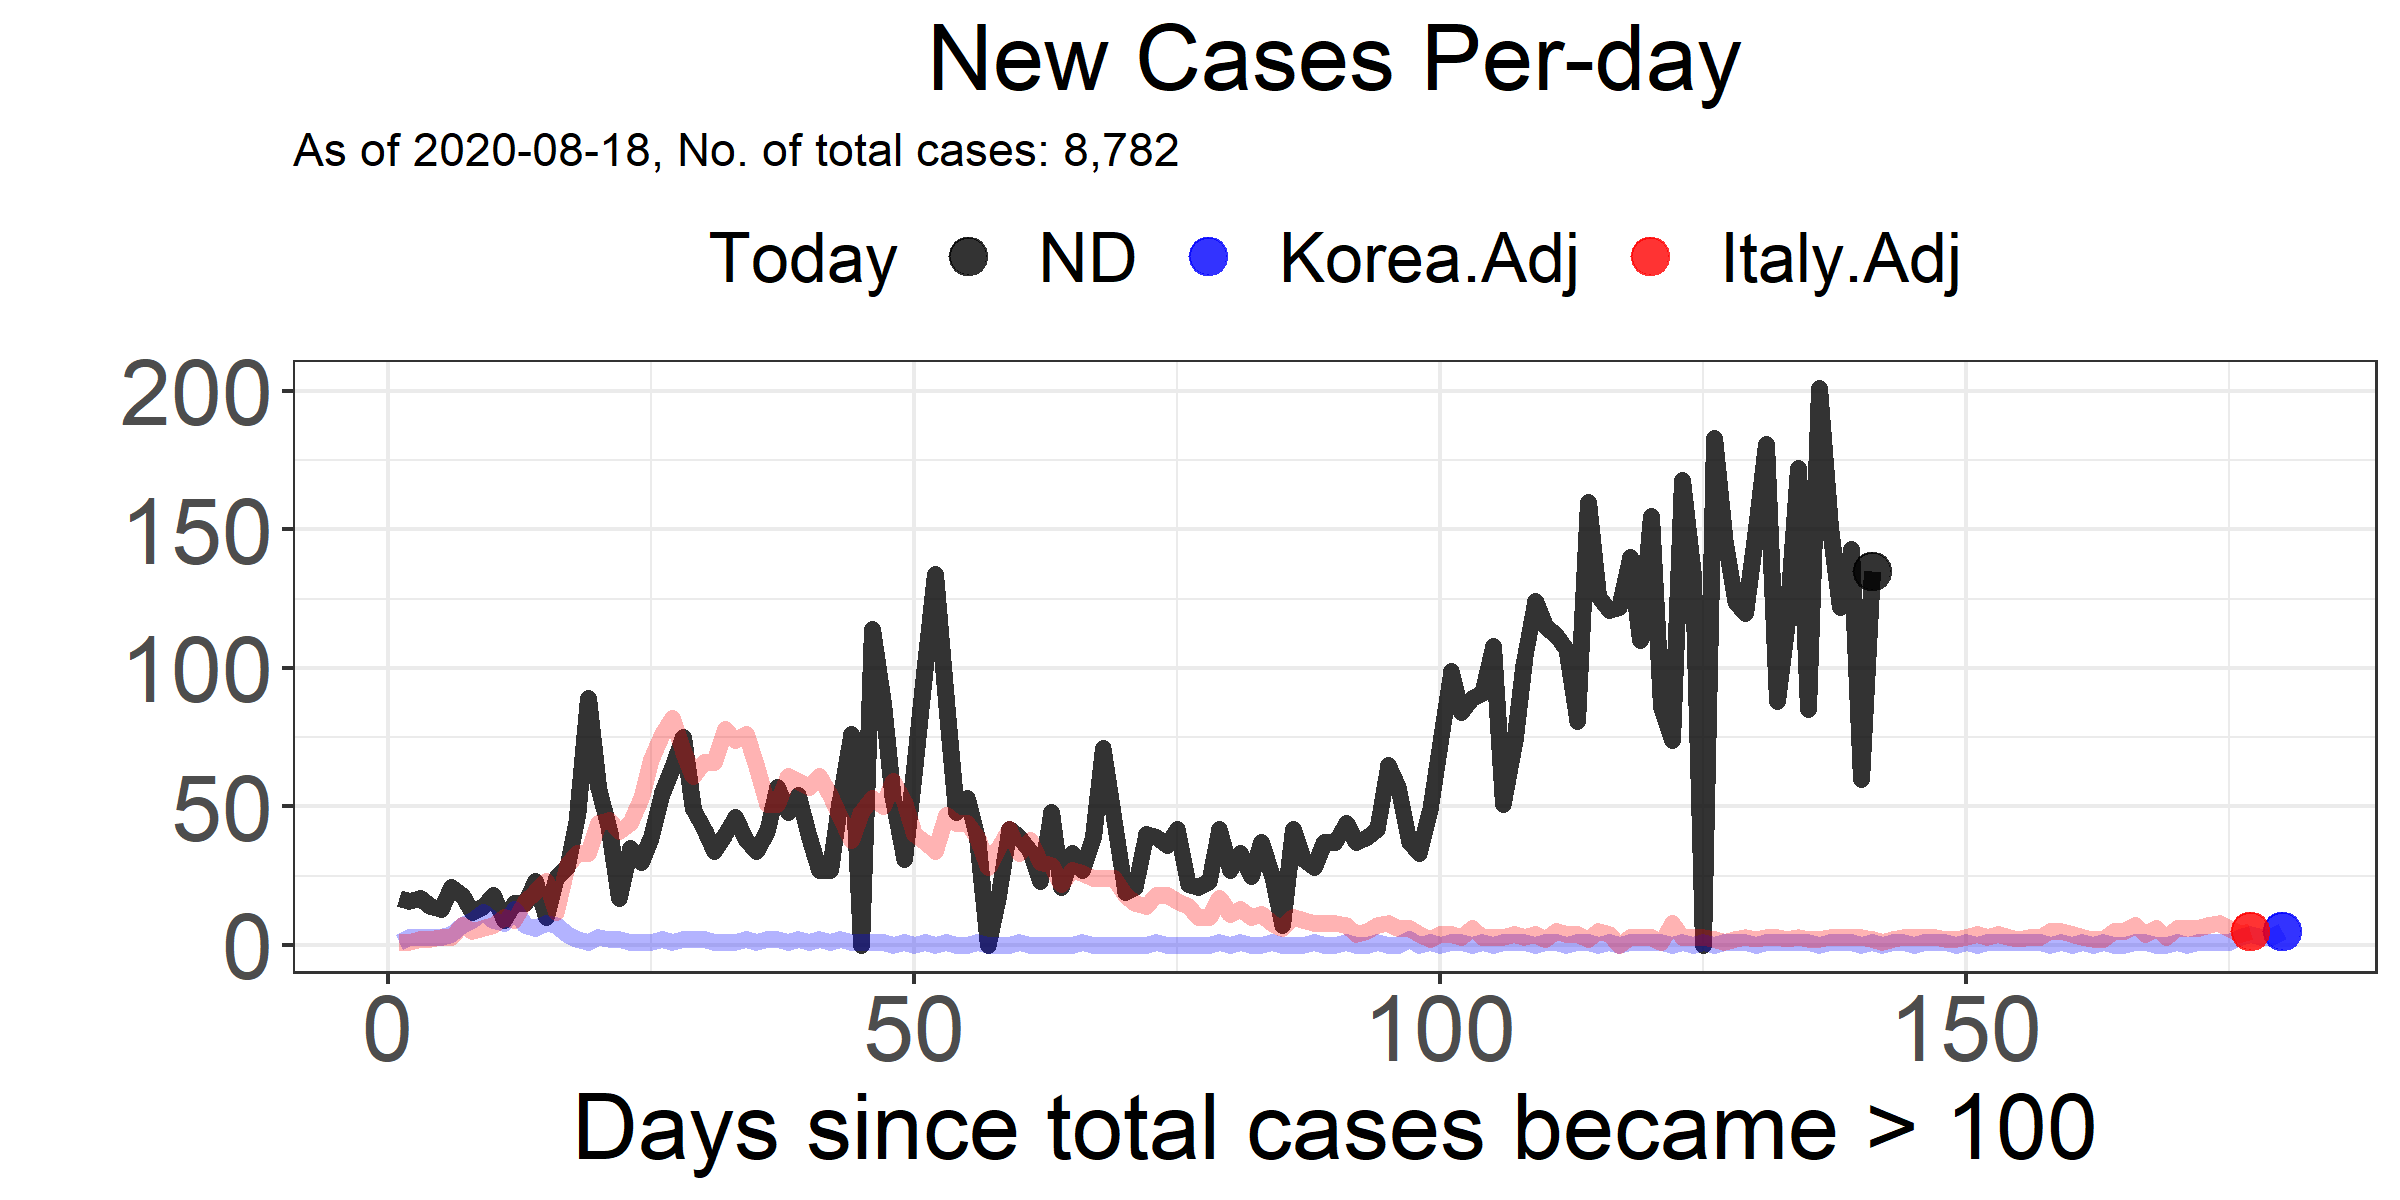 New Cases Per-day
As of 2020-08-18, No. of total cases: 8,782
Today ND Korea.Adj Italy.Adj
200
150
100
50
0
0 50 100 150
Days since total cases became > 100